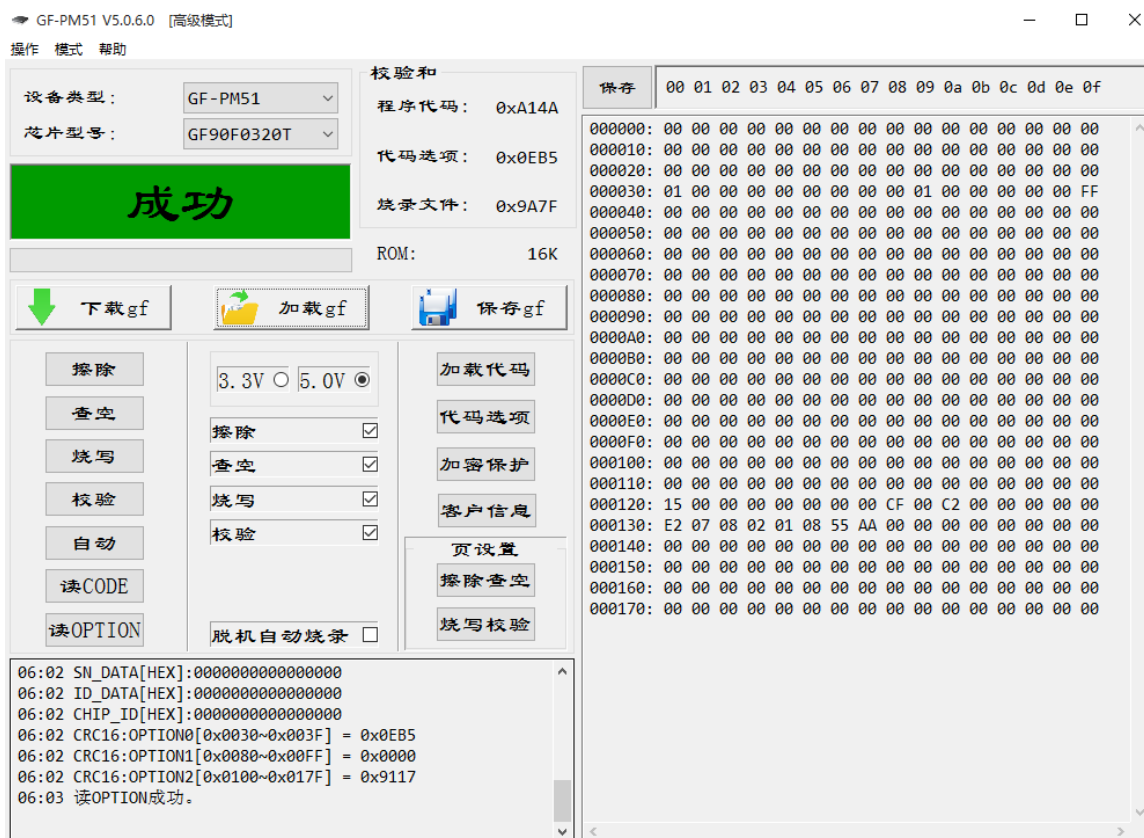 GF-PM51 V5.0.6.0 [高级模式]
操作 模式 帮助
设备类型: GF-PM51
芯片型号: GF90F0320T
成功
校验和
程序代码: 0xA14A
代码选项: 0x0EB5
烧录文件: 0x9A7F
ROM: 16K
下载gf 加载gf 保存gf
擦除
查空
烧写
校验
自动
读CODE
读OPTION
3.3V 5.0V
擦除
查空
烧写
校验
脱机自动烧录
加载代码
代码选项
加密保护
客户信息
页设置
擦除查空
烧写校验
06:02 SN_DATA[HEX]:0000000000000000
06:02 ID_DATA[HEX]:0000000000000000
06:02 CHIP_ID[HEX]:0000000000000000
06:02 CRC16:OPTION0[0x0030~0x003F] = 0x0EB5
06:02 CRC16:OPTION1[0x0080~0x00FF] = 0x0000
06:02 CRC16:OPTION2[0x0100~0x017F] = 0x9117
06:03 读OPTION成功。
保存 00 01 02 03 04 05 06 07 08 09 0a 0b 0c 0d 0e 0f
000000: 00 00 00 00 00 00 00 00 00 00 00 00 00 00 00 00
000010: 00 00 00 00 00 00 00 00 00 00 00 00 00 00 00 00
000020: 00 00 00 00 00 00 00 00 00 00 00 00 00 00 00 00
000030: 01 00 00 00 00 00 00 00 00 01 00 00 00 00 00 FF
000040: 00 00 00 00 00 00 00 00 00 00 00 00 00 00 00 00
000050: 00 00 00 00 00 00 00 00 00 00 00 00 00 00 00 00
000060: 00 00 00 00 00 00 00 00 00 00 00 00 00 00 00 00
000070: 00 00 00 00 00 00 00 00 00 00 00 00 00 00 00 00
000080: 00 00 00 00 00 00 00 00 00 00 00 00 00 00 00 00
000090: 00 00 00 00 00 00 00 00 00 00 00 00 00 00 00 00
0000A0: 00 00 00 00 00 00 00 00 00 00 00 00 00 00 00 00
0000B0: 00 00 00 00 00 00 00 00 00 00 00 00 00 00 00 00
0000C0: 00 00 00 00 00 00 00 00 00 00 00 00 00 00 00 00
0000D0: 00 00 00 00 00 00 00 00 00 00 00 00 00 00 00 00
0000E0: 00 00 00 00 00 00 00 00 00 00 00 00 00 00 00 00
0000F0: 00 00 00 00 00 00 00 00 00 00 00 00 00 00 00 00
000100: 00 00 00 00 00 00 00 00 00 00 00 00 00 00 00 00
000110: 00 00 00 00 00 00 00 00 00 00 00 00 00 00 00 00
000120: 15 00 00 00 00 00 00 00 CF 00 C2 00 00 00 00 00
000130: E2 07 08 02 01 08 55 AA 00 00 00 00 00 00 00 00
000140: 00 00 00 00 00 00 00 00 00 00 00 00 00 00 00 00
000150: 00 00 00 00 00 00 00 00 00 00 00 00 00 00 00 00
000160: 00 00 00 00 00 00 00 00 00 00 00 00 00 00 00 00
000170: 00 00 00 00 00 00 00 00 00 00 00 00 00 00 00 00